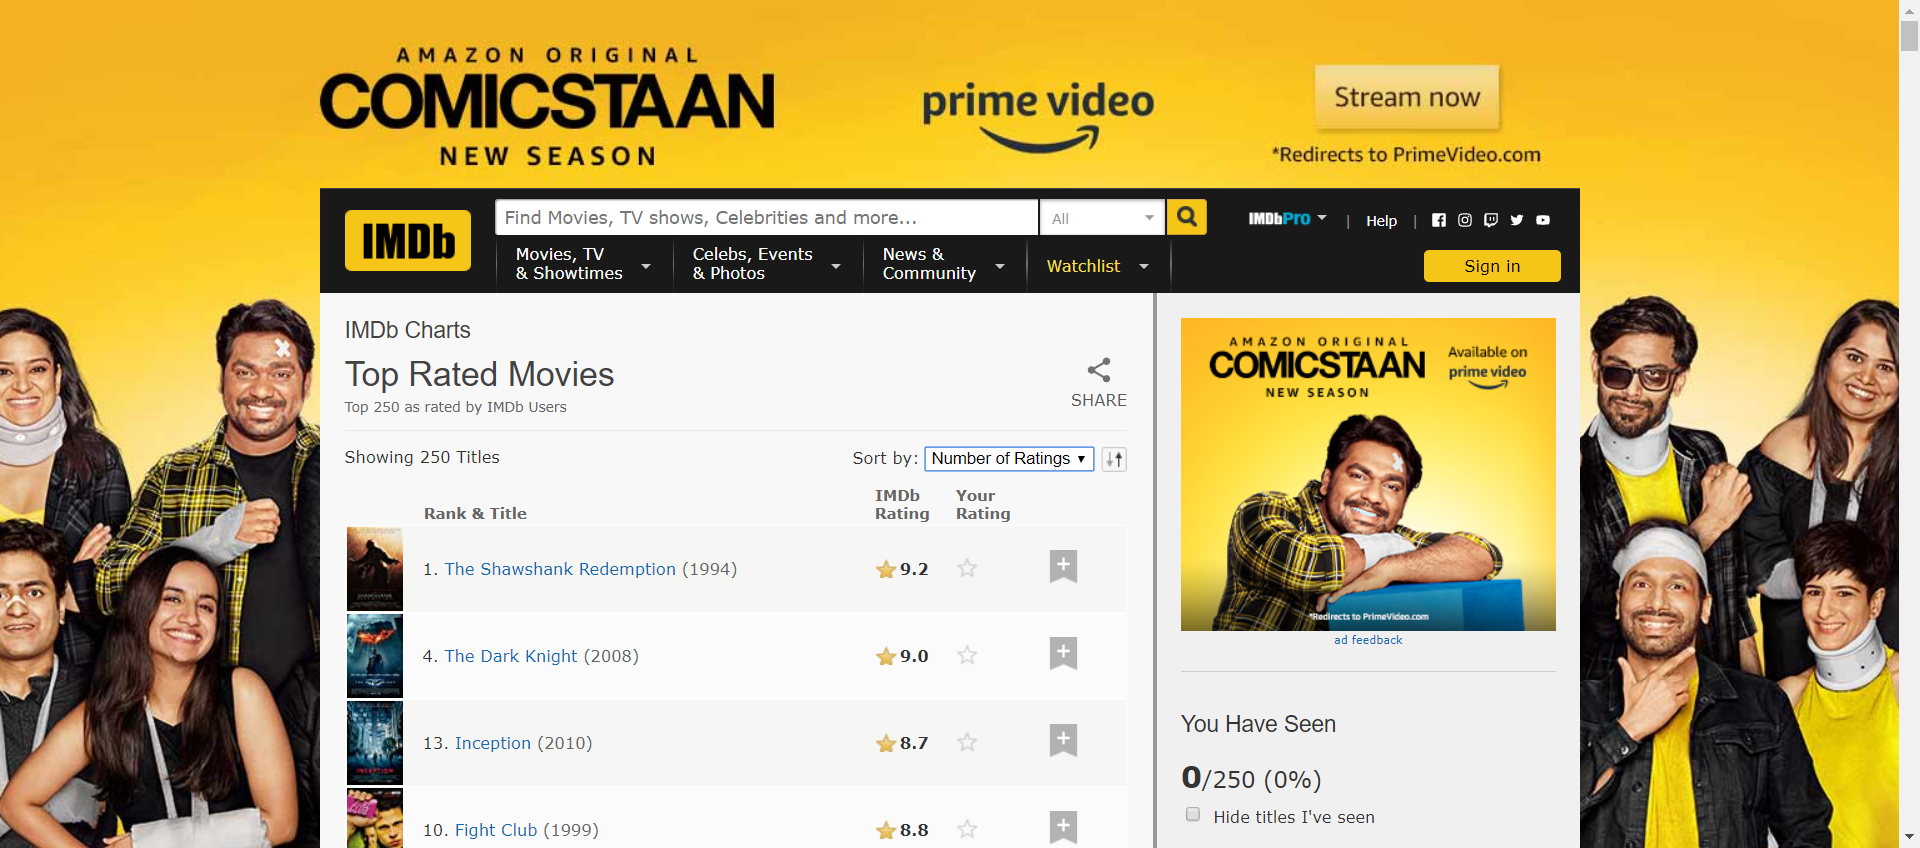 AMAZON ORIGINAL
COMICSTAAN
NEW SEASON
prime video
Stream now
*Redirects to PrimeVideo.com
IMDb
Find Movies, TV shows, Celebrities and more...
All
IMDbPro
|
Help
|
Movies, TV
& Showtimes
Celebs, Events
& Photos
News &
Community
Watchlist
Sign in
IMDb Charts
Top Rated Movies
Top 250 as rated by IMDb Users
SHARE
Showing 250 Titles
Sort by: Number of Ratings
Rank & Title
IMDb
Rating
Your
Rating
1. The Shawshank Redemption (1994)
9.2
4. The Dark Knight (2008)
9.0
13. Inception (2010)
8.7
INCEPTION
10. Fight Club (1999)
8.8
AMAZON ORIGINAL
COMICSTAAN
NEW SEASON
Available on
prime video
*Redirects to PrimeVideo.com
ad feedback
You Have Seen
0/250 (0%)
Hide titles I've seen